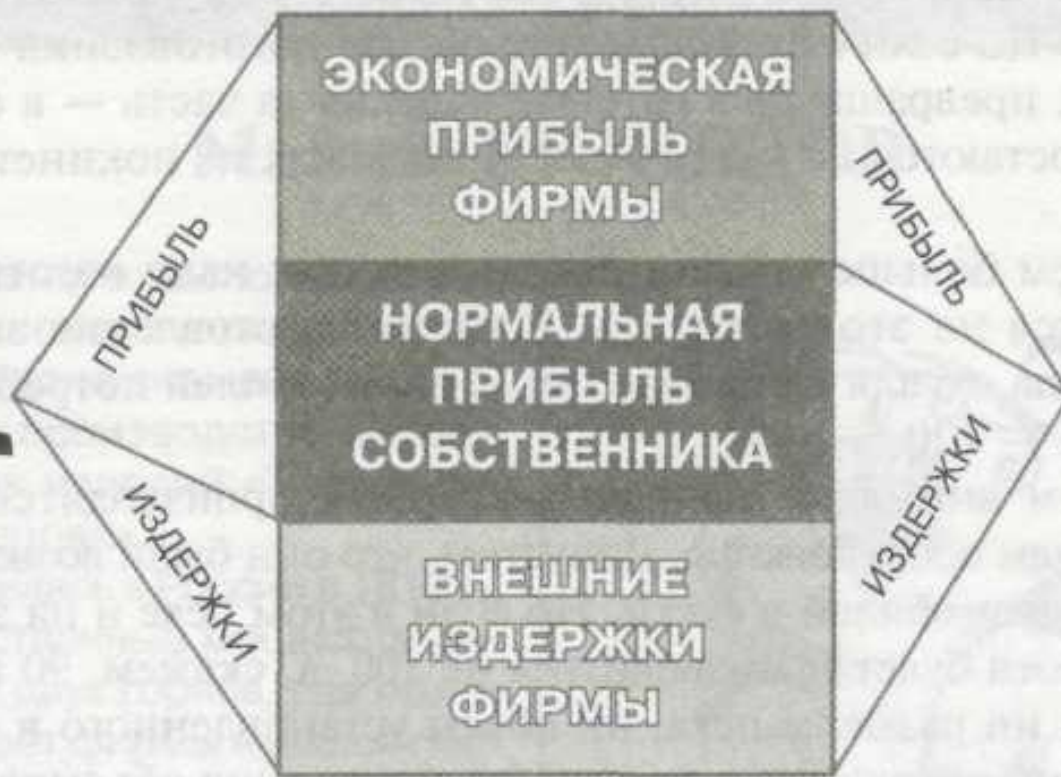 ЭКОНОМИЧЕСКАЯ
ПРИБЫЛЬ
ФИРМЫ
ПРИБЫЛЬ
ПРИБЫЛЬ
НОРМАЛЬНАЯ
ПРИБЫЛЬ
СОБСТВЕННИКА
ИЗДЕРЖКИ
ИЗДЕРЖКИ
ВНЕШНИЕ
ИЗДЕРЖКИ
ФИРМЫ